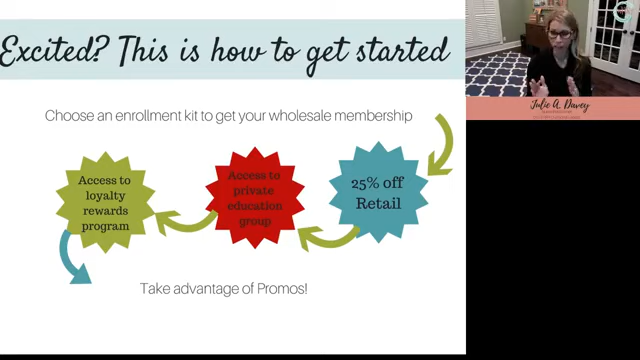 Excited? This is how to get started
Choose an enrollment kit to get your wholesale membership
Access to
loyalty
rewards
program
Access to
private
education
group
25% off
Retail
Take advantage of Promos!
Julie A. Davey